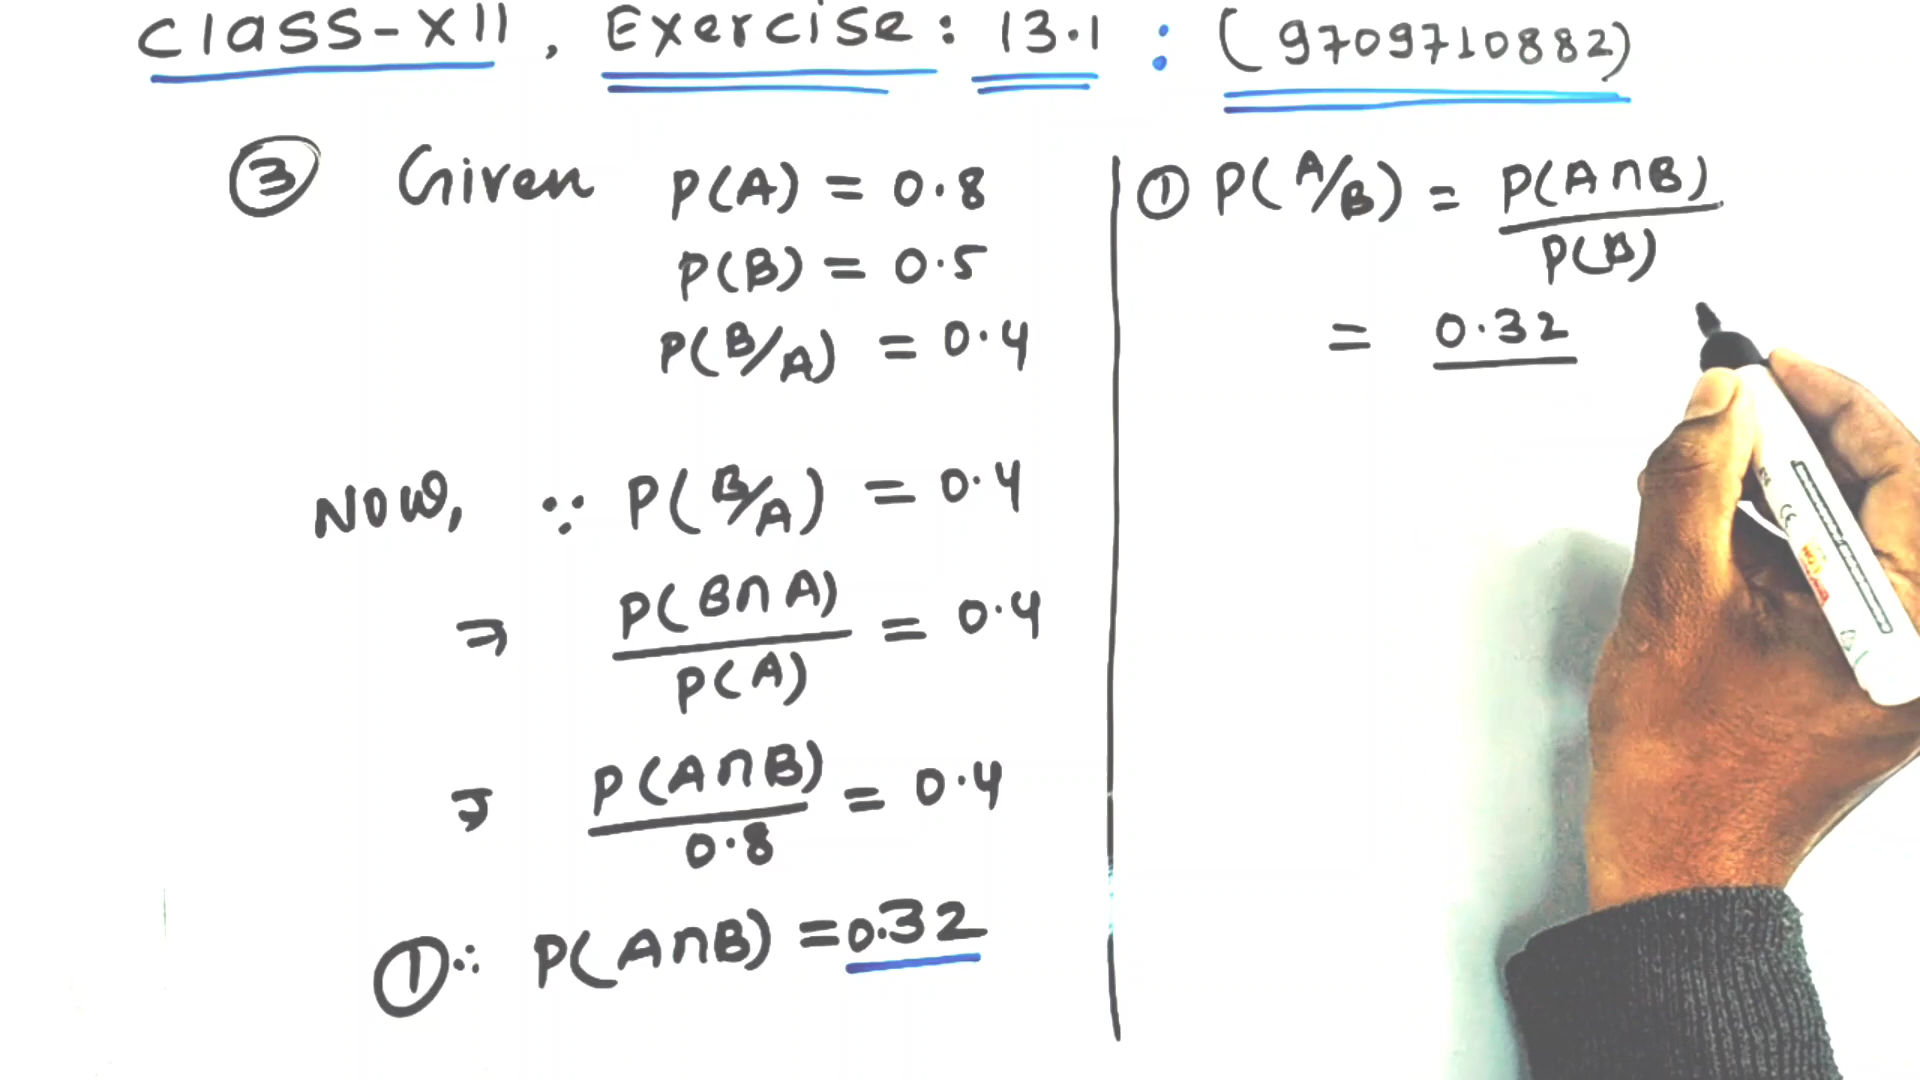 Class-XII, Exercise: 13.1 : (9709710882)
③ Given P(A) = 0.8
P(B) = 0.5
P(B/A) = 0.4
Now, ∵ P(B/A) = 0.4
⇒ P(B∩A)/P(A) = 0.4
⇒ P(A∩B)/0.8 = 0.4
① ∴ P(A∩B) = 0.32
① P(A/B) = P(A∩B)/P(B)
= 0.32